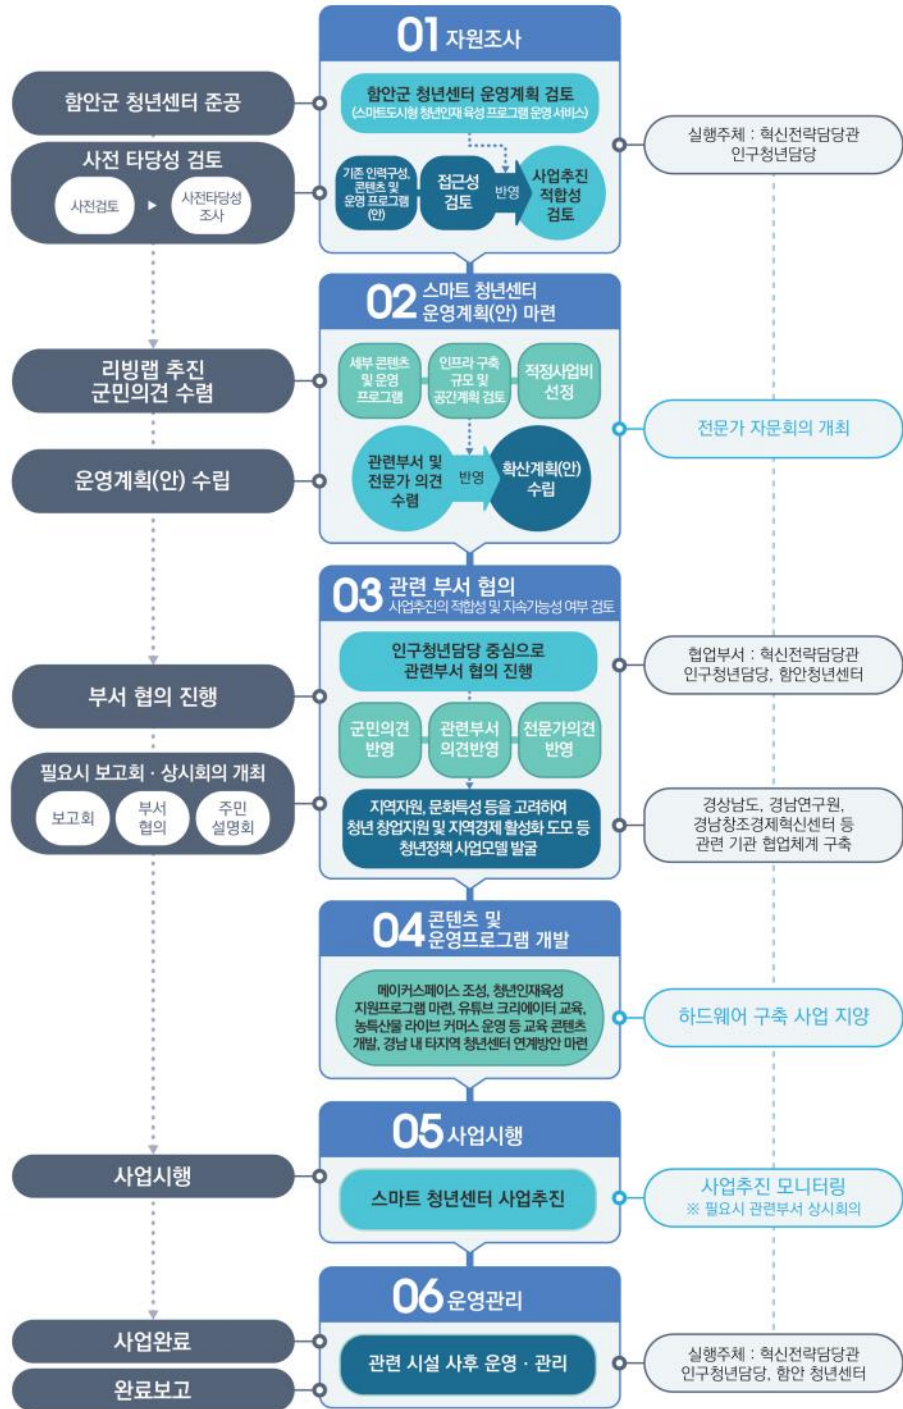 01 자원조사
함안군 청년센터 준공
함안군 청년센터 운영계획 검토
(스마트도시형 청년인재 육성 프로그램 운영 서비스)
실행주체 : 혁신전략담당관
인구청년담당
사전 타당성 검토
사전검토
사전타당성
조사
기존 인력구성,
콘텐츠 및
운영 프로그램
(안)
접근성
검토
반영
사업추진
적합성
검토
02 스마트 청년센터
운영계획(안) 마련
리빙랩 추진
군민의견 수렴
세부 콘텐츠
및 운영
프로그램
인프라 구축
규모 및
공간계획 검토
적정사업비
선정
전문가 자문회의 개최
운영계획(안) 수립
관련부서 및
전문가 의견
수렴
반영
확산계획(안)
수립
03 관련 부서 협의
사업추진의 적합성 및 지속가능성 여부 검토
인구청년담당 중심으로
관련부서 협의 진행
협업부서 : 혁신전략담당관
인구청년담당, 함안청년센터
부서 협의 진행
군민의견
반영
관련부서
의견반영
전문가의견
반영
필요시 보고회 · 상시회의 개최
보고회
부서
협의
주민
설명회
지역자원, 문화특성 등을 고려하여
청년 창업지원 및 지역경제 활성화 도모 등
청년정책 사업모델 발굴
경상남도, 경남연구원,
경남창조경제혁신센터 등
관련 기관 협업체계 구축
04 콘텐츠 및
운영프로그램 개발
메이커스페이스 조성, 청년인재육성
지원프로그램 마련, 유튜브 크리에이터 교육,
농특산물 라이브 커머스 운영 등 교육 콘텐츠
개발, 경남 내 타지역 청년센터 연계방안 마련
하드웨어 구축 사업 지양
05 사업시행
사업시행
스마트 청년센터 사업추진
사업추진 모니터링
※ 필요시 관련부서 상시회의
06 운영관리
사업완료
관련 시설 사후 운영 · 관리
실행주체 : 혁신전략담당관
인구청년담당, 함안 청년센터
완료보고